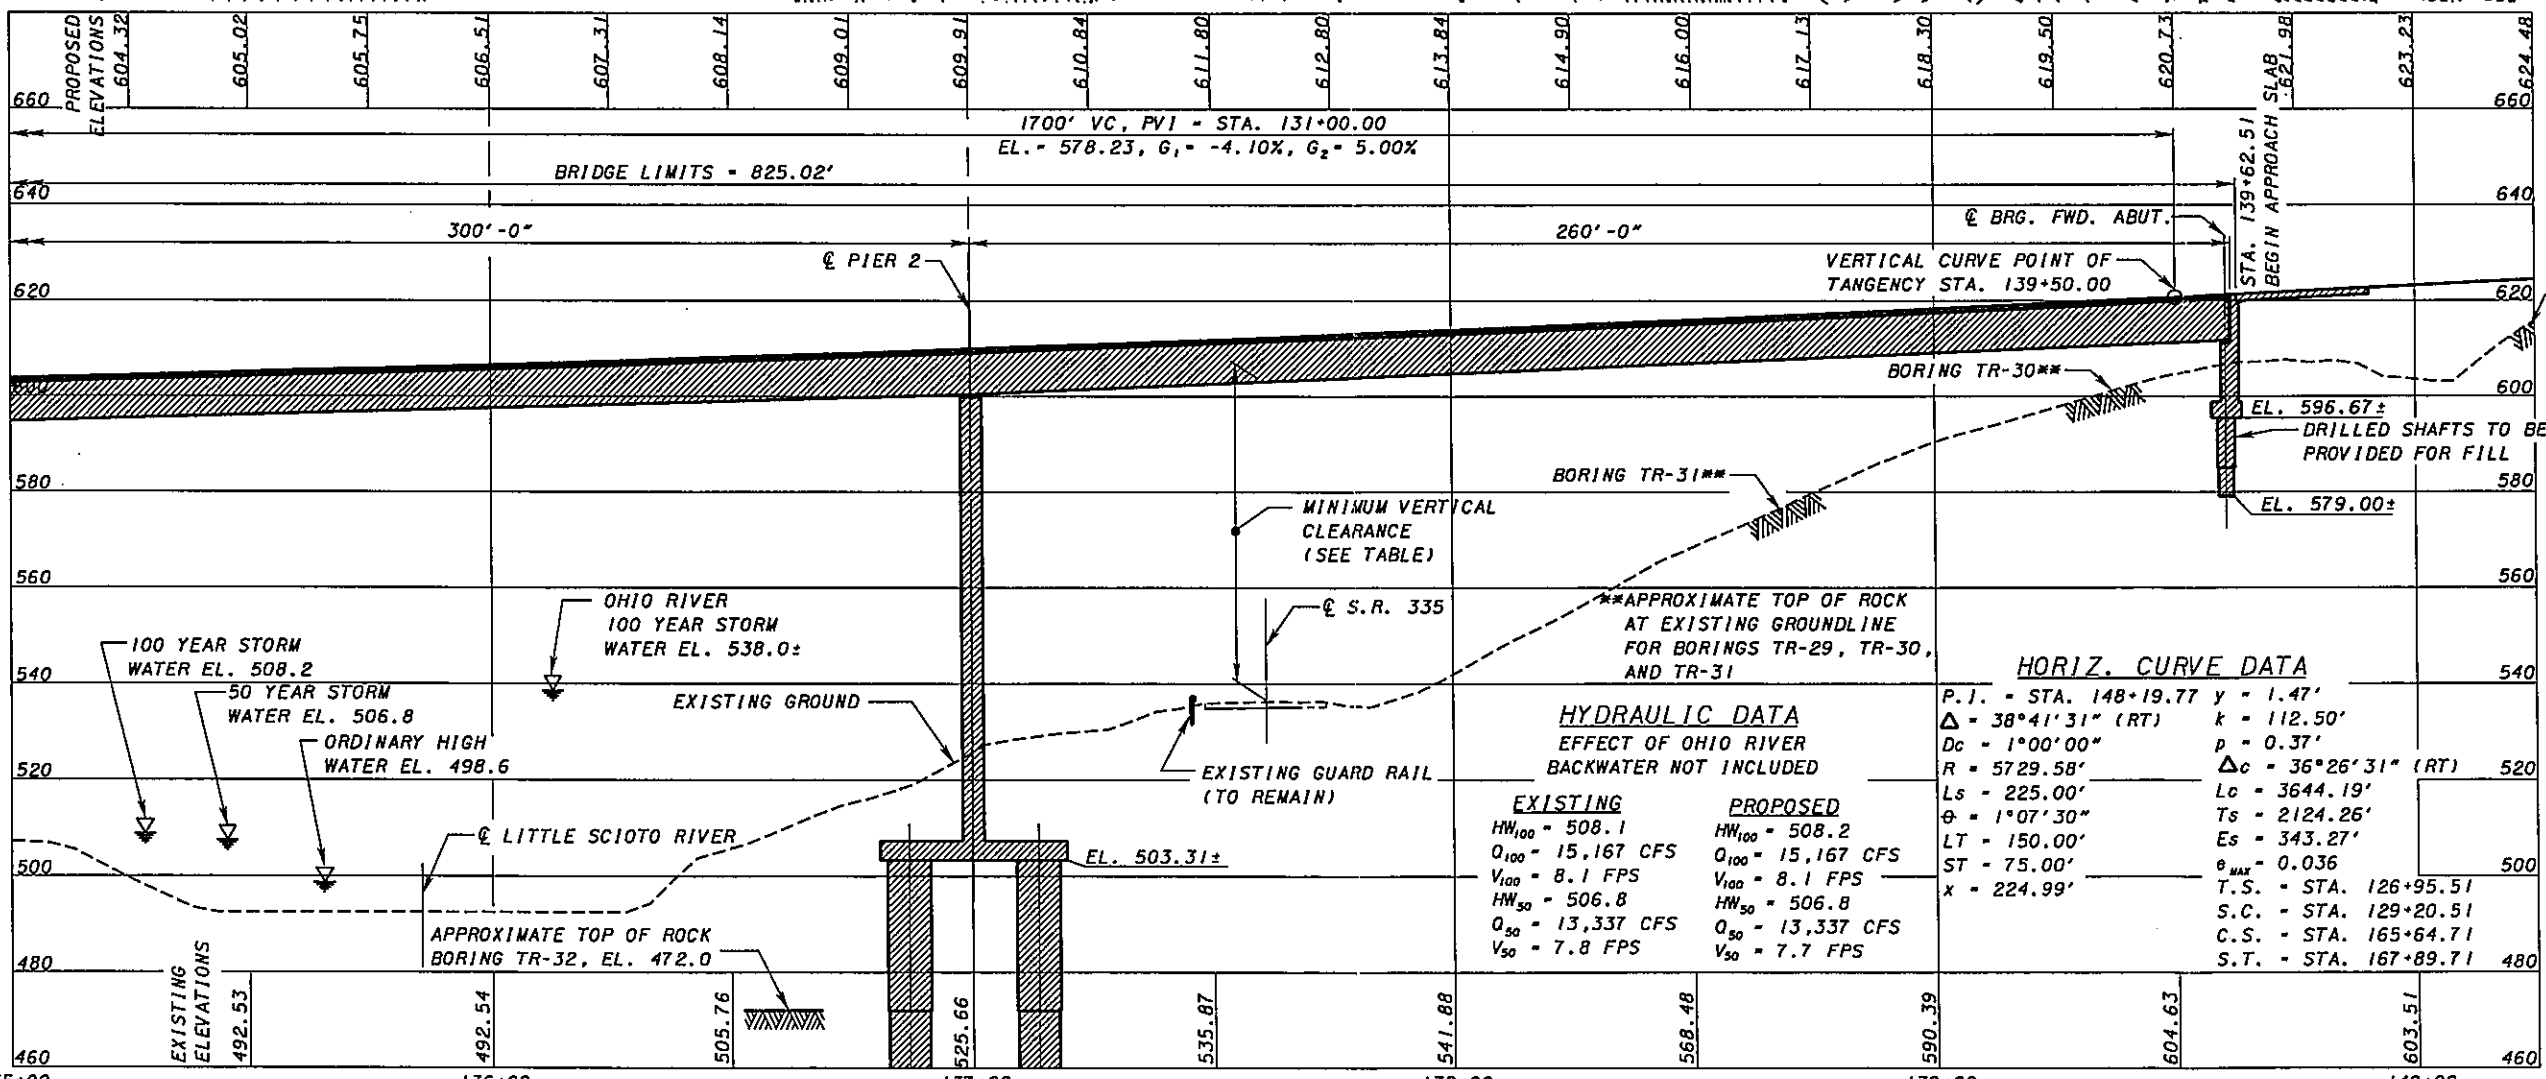 PROPOSED
ELEVATIONS
604.32
605.02
605.75
606.51
607.31
608.14
609.01
609.91
610.84
611.80
612.80
613.84
614.90
616.00
617.13
618.30
619.50
620.73
621.98
623.23
624.48
660
660
1700' VC, PVI = STA. 131+00.00
EL.= 578.23, G₁= -4.10%, G₂= 5.00%
BRIDGE LIMITS = 825.02'
STA. 139+62.51
BEGIN APPROACH SLAB
640
640
300'-0"
260'-0"
℄ BRG. FWD. ABUT.
℄ PIER 2
VERTICAL CURVE POINT OF
TANGENCY STA. 139+50.00
620
620
600
600
BORING TR-30**
EL. 596.67±
DRILLED SHAFTS TO BE
PROVIDED FOR FILL
BORING TR-31**
580
580
EL. 579.00±
MINIMUM VERTICAL
CLEARANCE
(SEE TABLE)
560
560
OHIO RIVER
100 YEAR STORM
WATER EL. 538.0±
℄ S.R. 335
**APPROXIMATE TOP OF ROCK
AT EXISTING GROUNDLINE
FOR BORINGS TR-29, TR-30,
AND TR-31
100 YEAR STORM
WATER EL. 508.2
540
540
50 YEAR STORM
WATER EL. 506.8
EXISTING GROUND
ORDINARY HIGH
WATER EL. 498.6
520
520
EXISTING GUARD RAIL
(TO REMAIN)
℄ LITTLE SCIOTO RIVER
EL. 503.31±
500
500
APPROXIMATE TOP OF ROCK
BORING TR-32, EL. 472.0
480
480
HYDRAULIC DATA
EFFECT OF OHIO RIVER
BACKWATER NOT INCLUDED
EXISTING
HW₁₀₀ = 508.1
Q₁₀₀ = 15,167 CFS
V₁₀₀ = 8.1 FPS
HW₅₀ = 506.8
Q₅₀ = 13,337 CFS
V₅₀ = 7.8 FPS
PROPOSED
HW₁₀₀ = 508.2
Q₁₀₀ = 15,167 CFS
V₁₀₀ = 8.1 FPS
HW₅₀ = 506.8
Q₅₀ = 13,337 CFS
V₅₀ = 7.7 FPS
HORIZ. CURVE DATA
P.I. = STA. 148+19.77
Δ = 38°41'31" (RT)
Dc = 1°00'00"
R = 5729.58'
Ls = 225.00'
θ = 1°07'30"
LT = 150.00'
ST = 75.00'
x = 224.99'
y = 1.47'
k = 112.50'
p = 0.37'
Δc = 36°26'31" (RT)
Lc = 3644.19'
Ts = 2124.26'
Es = 343.27'
e MAX = 0.036
T.S. = STA. 126+95.51
S.C. = STA. 129+20.51
C.S. = STA. 165+64.71
S.T. = STA. 167+89.71
EXISTING
ELEVATIONS
492.53
492.54
505.76
525.66
535.87
541.88
568.48
590.39
604.63
603.51
460
460